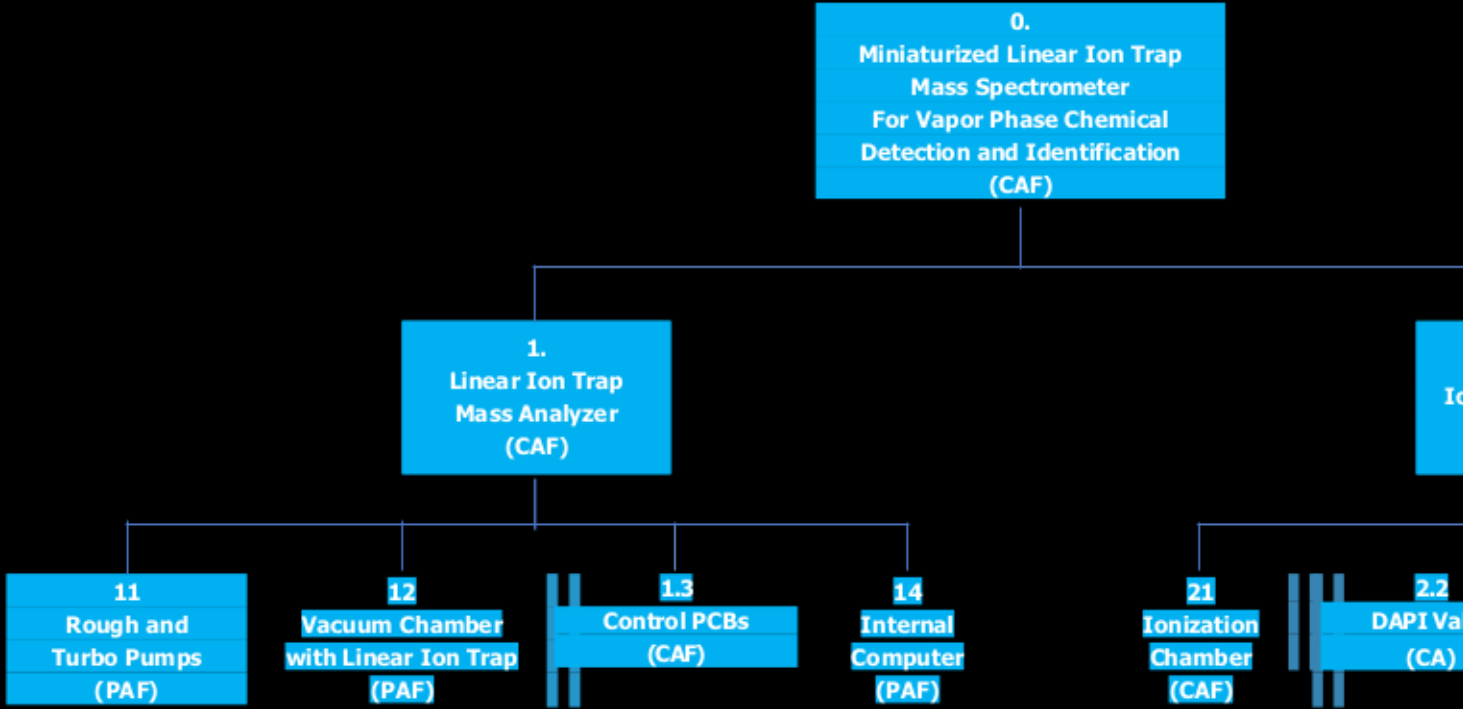 0.
Miniaturized Linear Ion Trap
Mass Spectrometer
For Vapor Phase Chemical
Detection and Identification
(CAF)
1.
Linear Ion Trap
Mass Analyzer
(CAF)
11
Rough and
Turbo Pumps
(PAF)
12
Vacuum Chamber
with Linear Ion Trap
(PAF)
1.3
Control PCBs
(CAF)
14
Internal
Computer
(PAF)
21
Ionization
Chamber
(CAF)
2.2
DAPI
(CA)